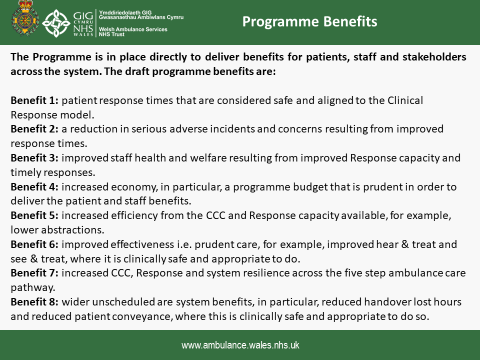 Ymddiriedolaeth GIG
Gwasanaethau Ambiwlans Cymru
GIG
CYMRU
NHS
WALES
Welsh Ambulance Services
NHS Trust
Programme Benefits
The Programme is in place directly to deliver benefits for patients, staff and stakeholders
across the system. The draft programme benefits are:
Benefit 1: patient response times that are considered safe and aligned to the Clinical
Response model.
Benefit 2: a reduction in serious adverse incidents and concerns resulting from improved
response times.
Benefit 3: improved staff health and welfare resulting from improved Response capacity and
timely responses.
Benefit 4: increased economy, in particular, a programme budget that is prudent in order to
deliver the patient and staff benefits.
Benefit 5: increased efficiency from the CCC and Response capacity available, for example,
lower abstractions.
Benefit 6: improved effectiveness i.e. prudent care, for example, improved hear & treat and
see & treat, where it is clinically safe and appropriate to do.
Benefit 7: increased CCC, Response and system resilience across the five step ambulance care
pathway.
Benefit 8: wider unscheduled are system benefits, in particular, reduced handover lost hours
and reduced patient conveyance, where this is clinically safe and appropriate to do so.
www.ambulance.wales.nhs.uk